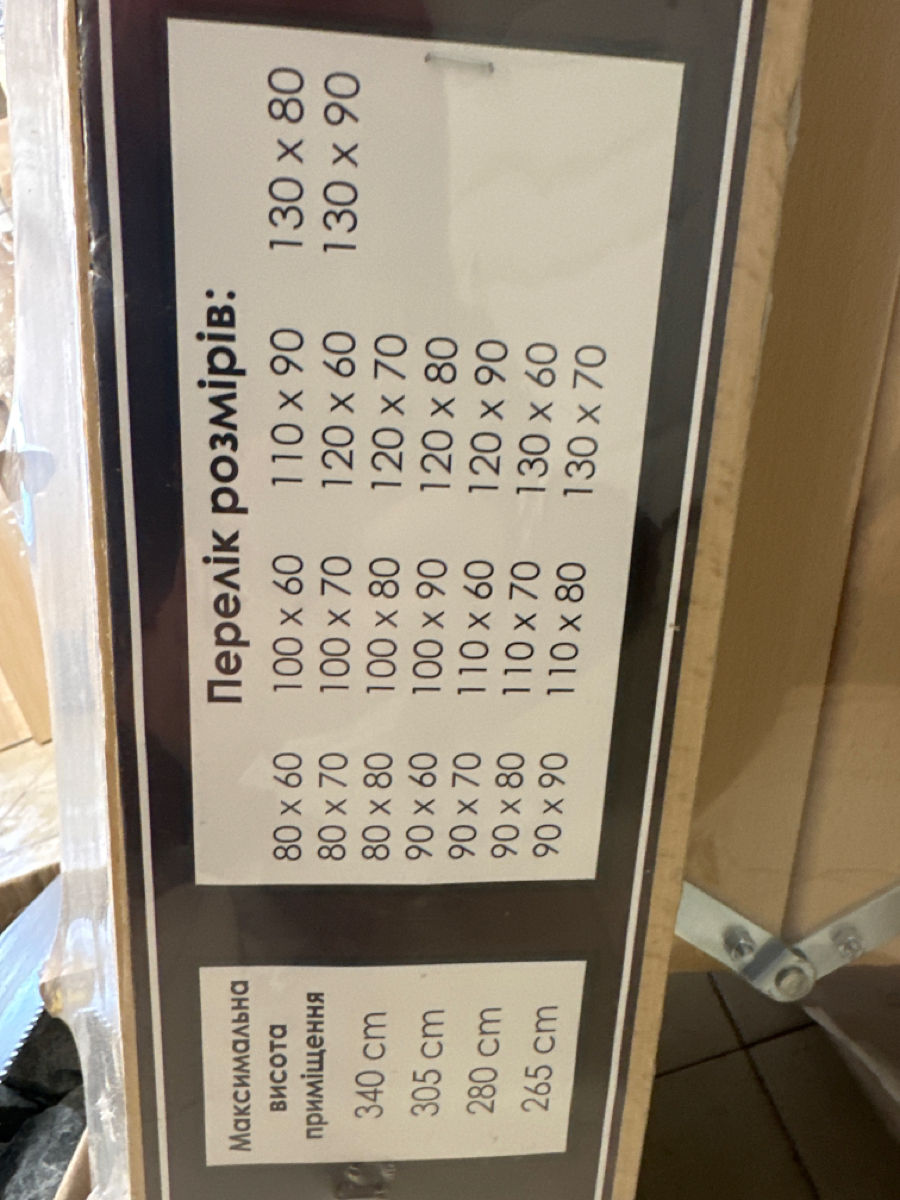 Максимальна
висота
приміщення
340 cm
305 cm
280 cm
265 cm
Перелік розмірів:
80 x 60
80 x 70
80 x 80
90 x 60
90 x 70
90 x 80
90 x 90
100 x 60
100 x 70
100 x 80
100 x 90
110 x 60
110 x 70
110 x 80
110 x 90
120 x 60
120 x 70
120 x 80
120 x 90
130 x 60
130 x 70
130 x 80
130 x 90